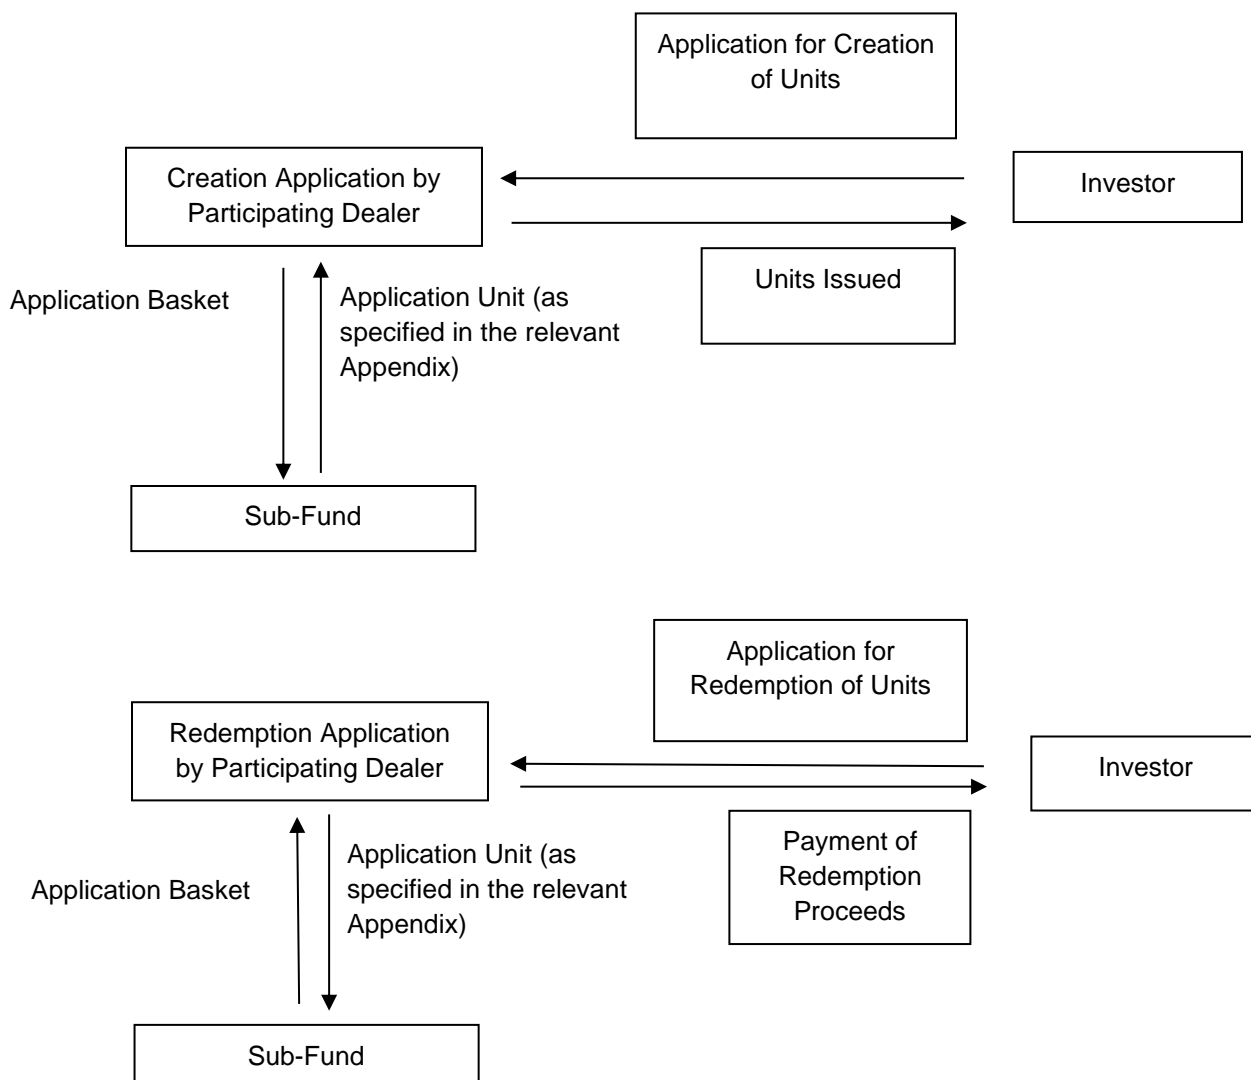 Application for Creation
of Units
Creation Application by
Participating Dealer
Investor
Units Issued
Application Basket
Application Unit (as
specified in the relevant
Appendix)
Sub-Fund
Application for
Redemption of Units
Redemption Application
by Participating Dealer
Investor
Payment of
Redemption
Proceeds
Application Basket
Application Unit (as
specified in the relevant
Appendix)
Sub-Fund